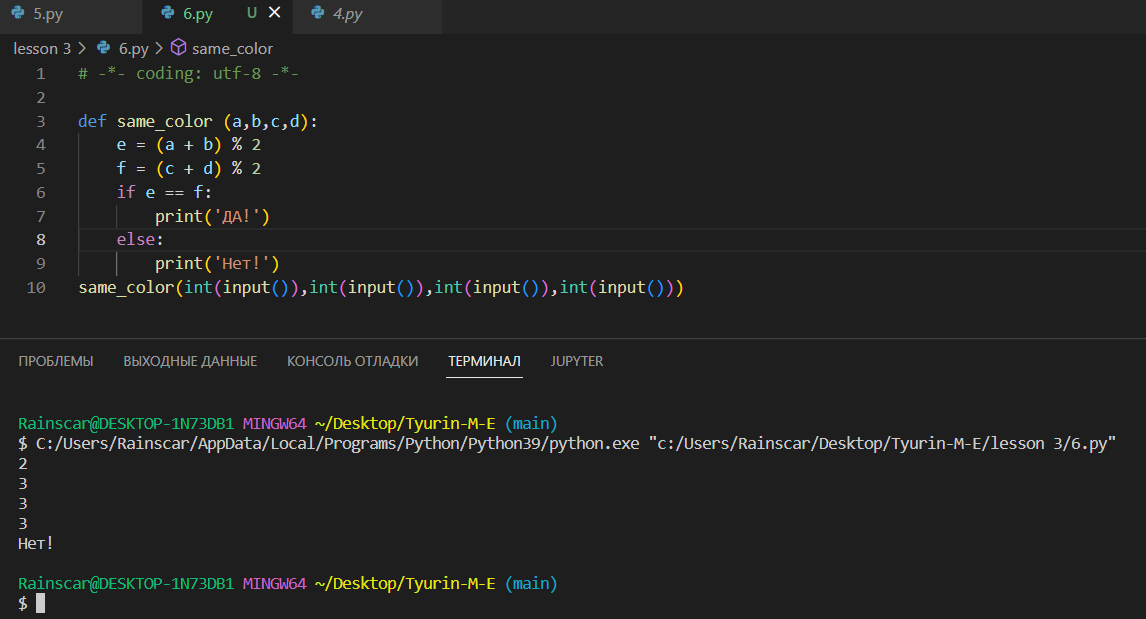 5.py 6.py U 4.py
lesson 3 > 6.py > same_color
1 # -*- coding: utf-8 -*-
2
3 def same_color (a,b,c,d):
4     e = (a + b) % 2
5     f = (c + d) % 2
6     if e == f:
7         print('ДА!')
8     else:
9         print('Нет!')
10 same_color(int(input()),int(input()),int(input()),int(input()))
ПРОБЛЕМЫ ВЫХОДНЫЕ ДАННЫЕ КОНСОЛЬ ОТЛАДКИ ТЕРМИНАЛ JUPYTER
Rainscar@DESKTOP-1N73DB1 MINGW64 ~/Desktop/Tyurin-M-E (main)
$ C:/Users/Rainscar/AppData/Local/Programs/Python/Python39/python.exe "c:/Users/Rainscar/Desktop/Tyurin-M-E/lesson 3/6.py"
2
3
3
3
Нет!
Rainscar@DESKTOP-1N73DB1 MINGW64 ~/Desktop/Tyurin-M-E (main)
$